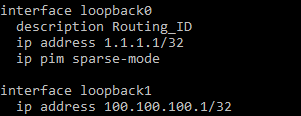 interface loopback0
description Routing_ID
ip address 1.1.1.1/32
ip pim sparse-mode
interface loopback1
ip address 100.100.100.1/32